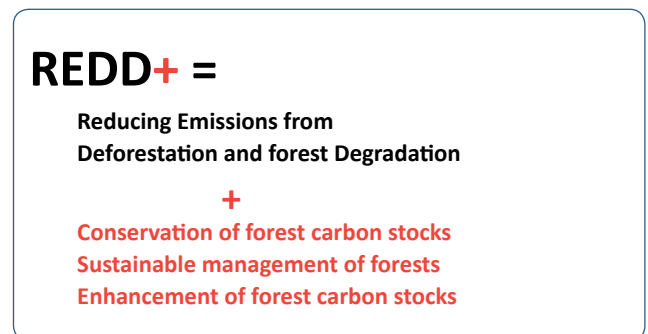 REDD+ =
Reducing Emissions from
Deforestation and forest Degradation
+
Conservation of forest carbon stocks
Sustainable management of forests
Enhancement of forest carbon stocks